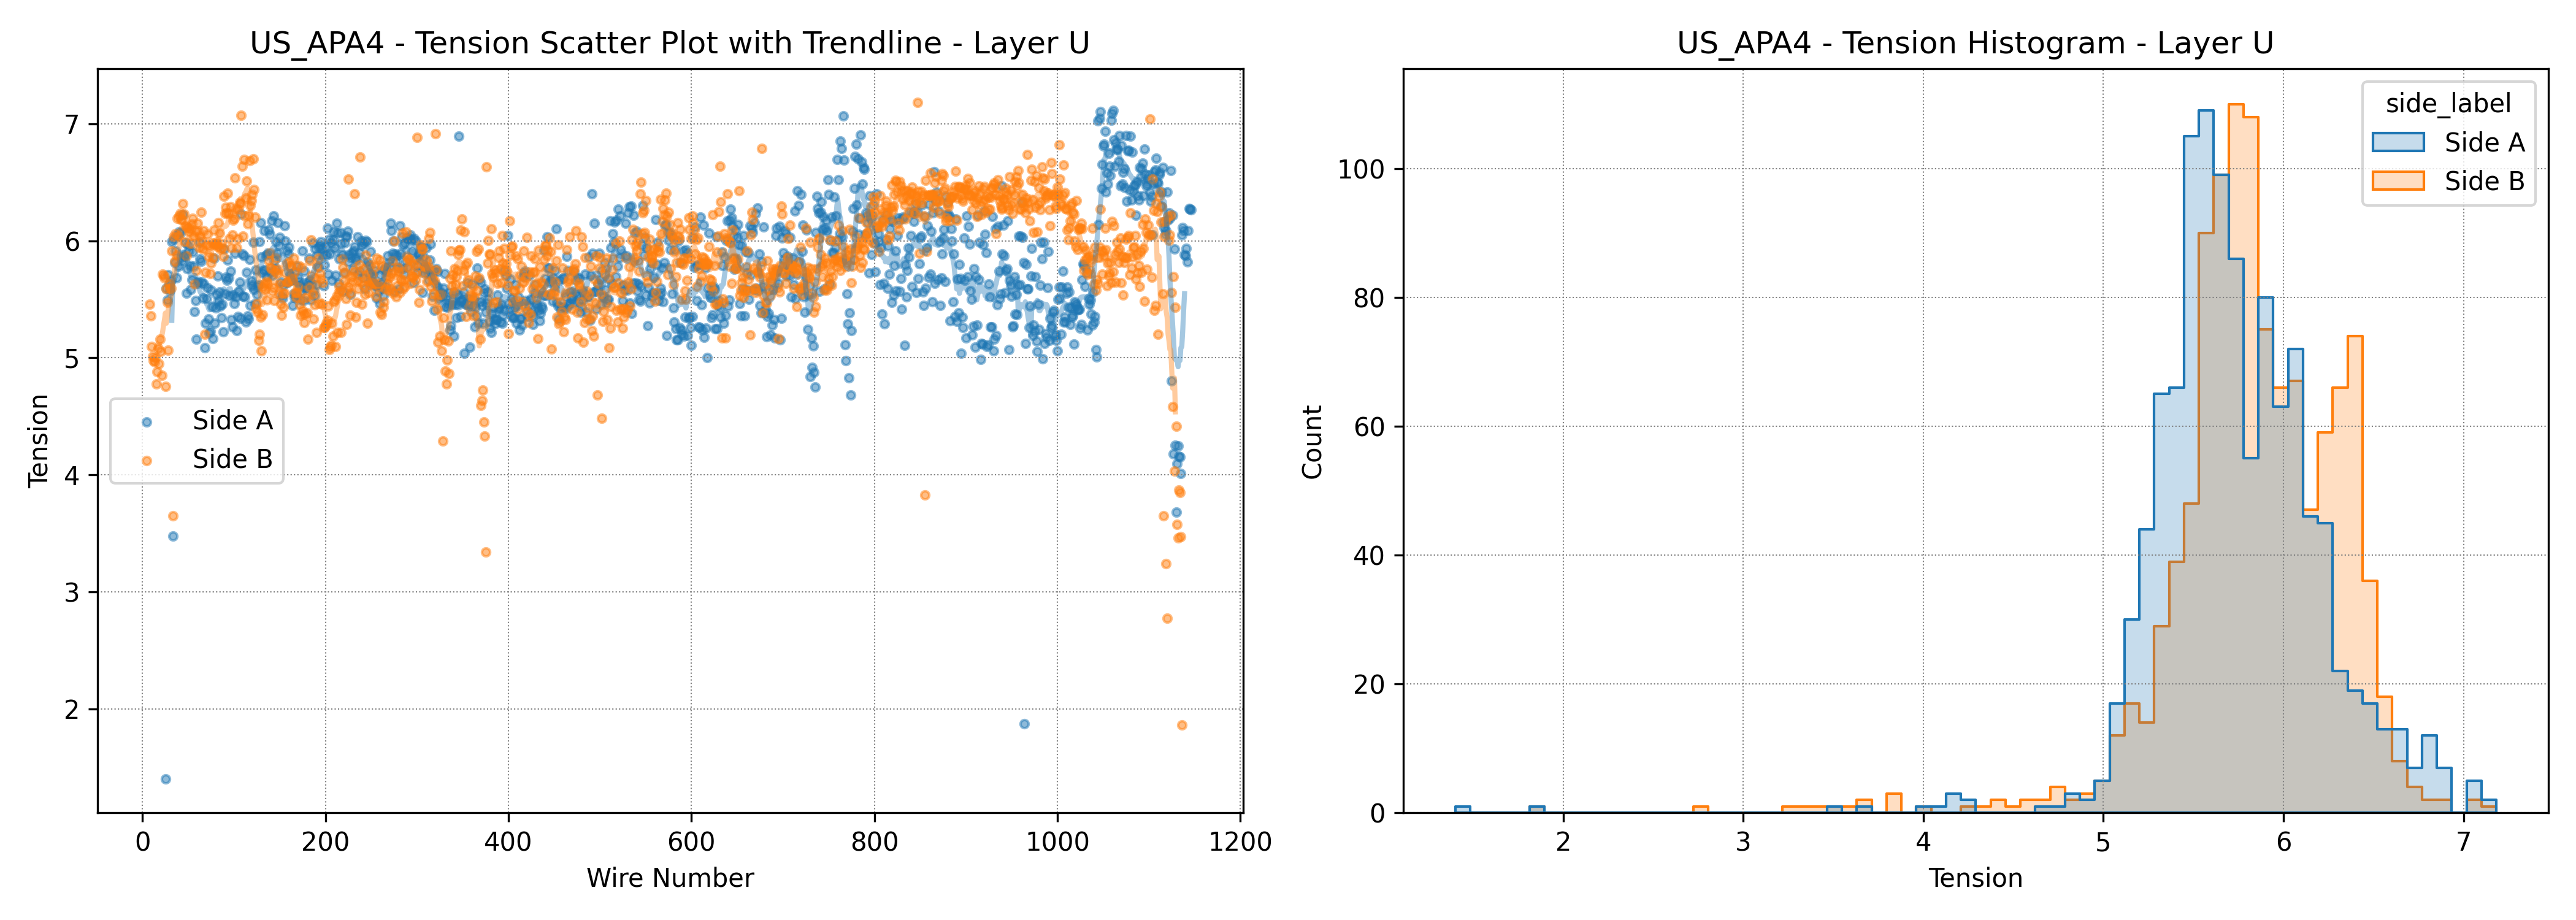 US_APA4 - Tension Scatter Plot with Trendline - Layer U
7
6
5
4
3
2
Tension
Side A
Side B
0
200
400
600
800
1000
1200
Wire Number
US_APA4 - Tension Histogram - Layer U
side_label
Side A
Side B
100
80
60
40
20
0
Count
2
3
4
5
6
7
Tension